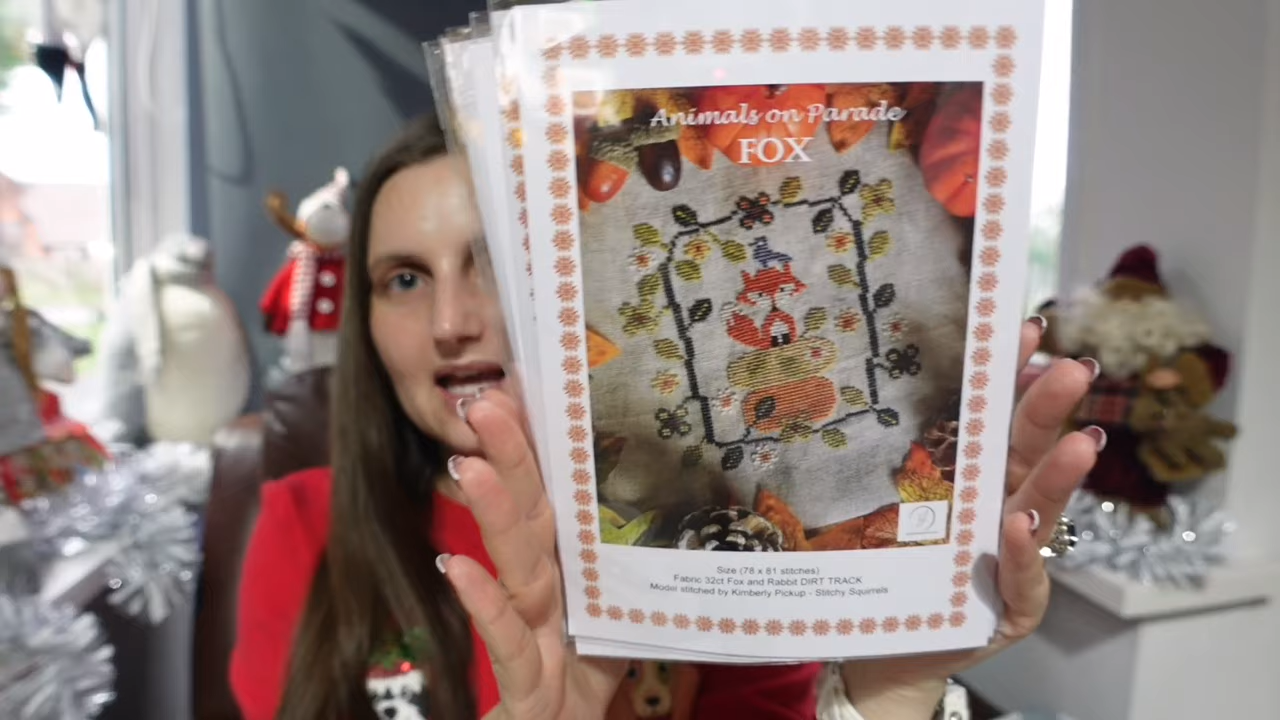 Animals on Parade
FOX
Size (78 x 81 stitches)
Fabric 32ct Fox and Rabbit DIRT TRACK
Model stitched by Kimberly Pickup - Stitchy Squirrels